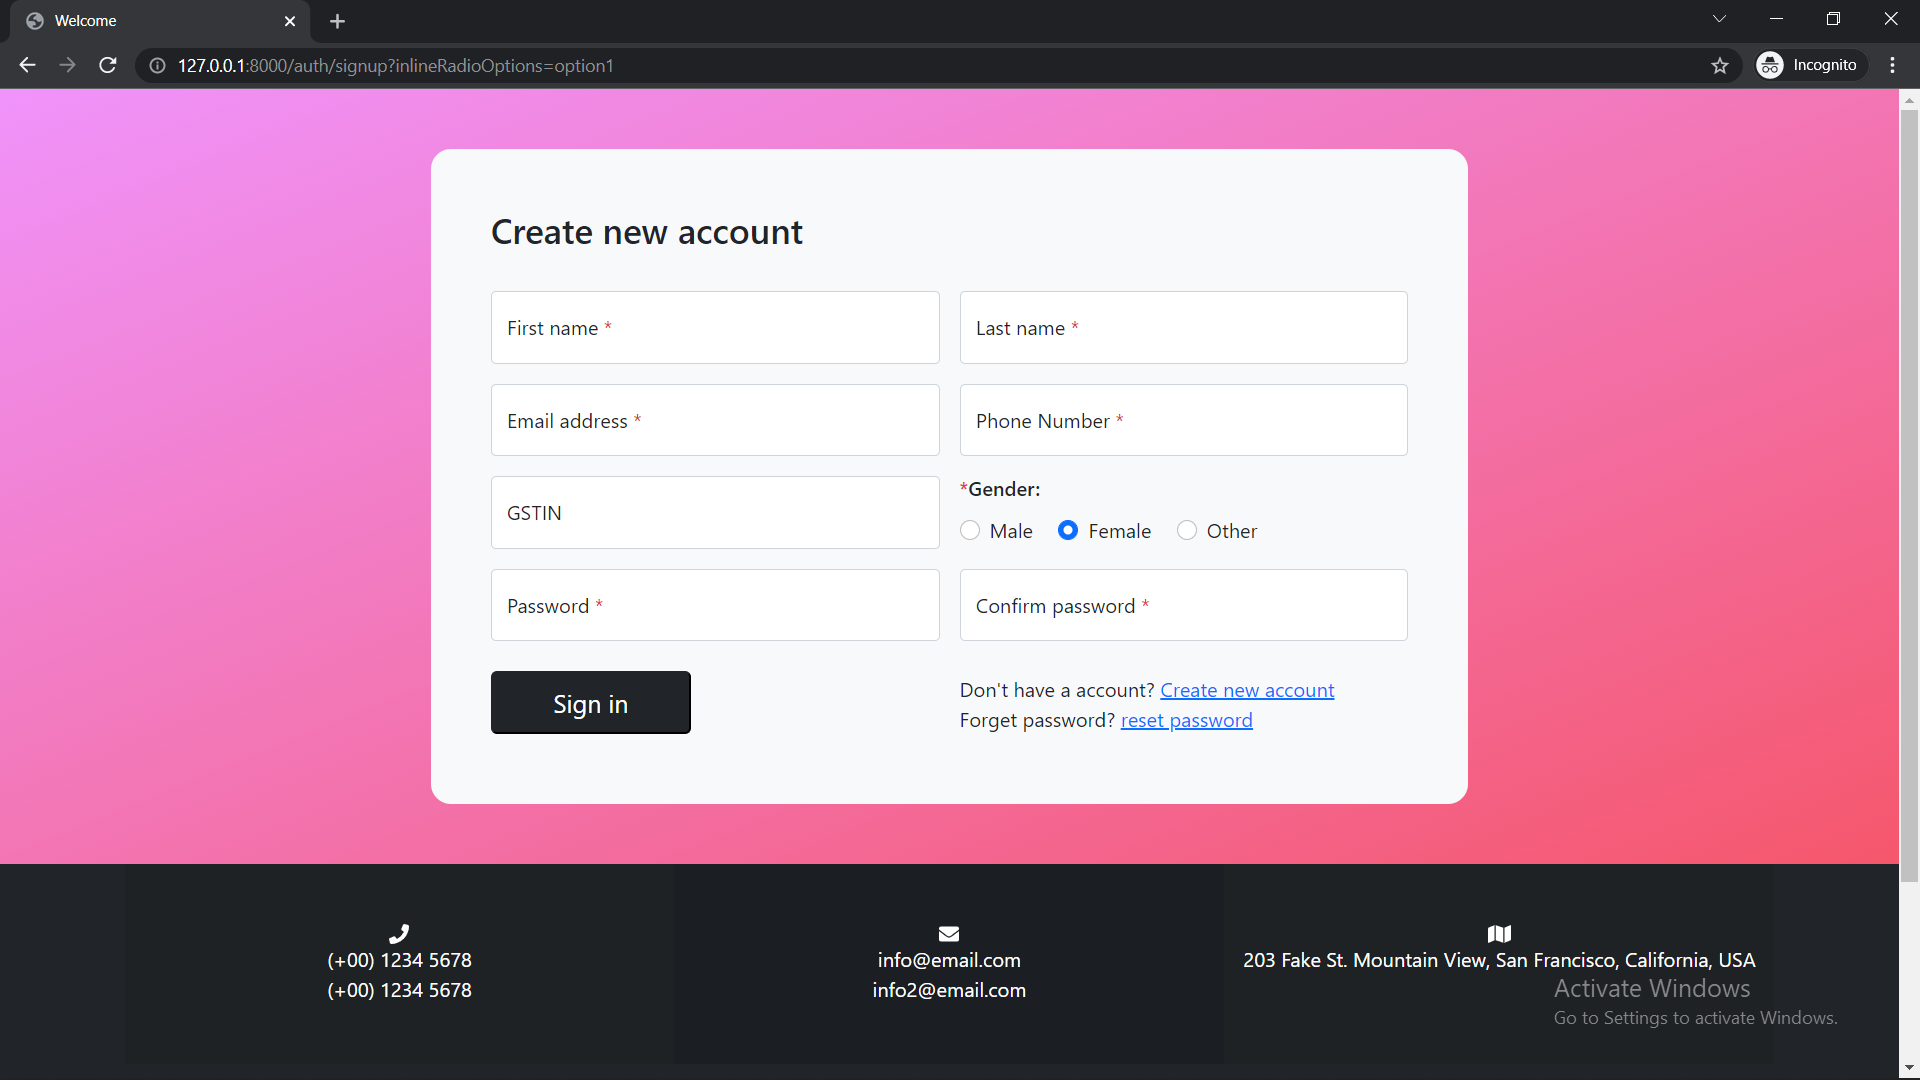 Welcome
127.0.0.1:8000/auth/signup?inlineRadioOptions=option1
Incognito
Create new account
First name *
Last name *
Email address *
Phone Number *
GSTIN
*Gender:
Male
Female
Other
Password *
Confirm password *
Sign in
Don't have a account? Create new account
Forget password? reset password
(+00) 1234 5678
(+00) 1234 5678
info@email.com
info2@email.com
203 Fake St. Mountain View, San Francisco, California, USA
Activate Windows
Go to Settings to activate Windows.